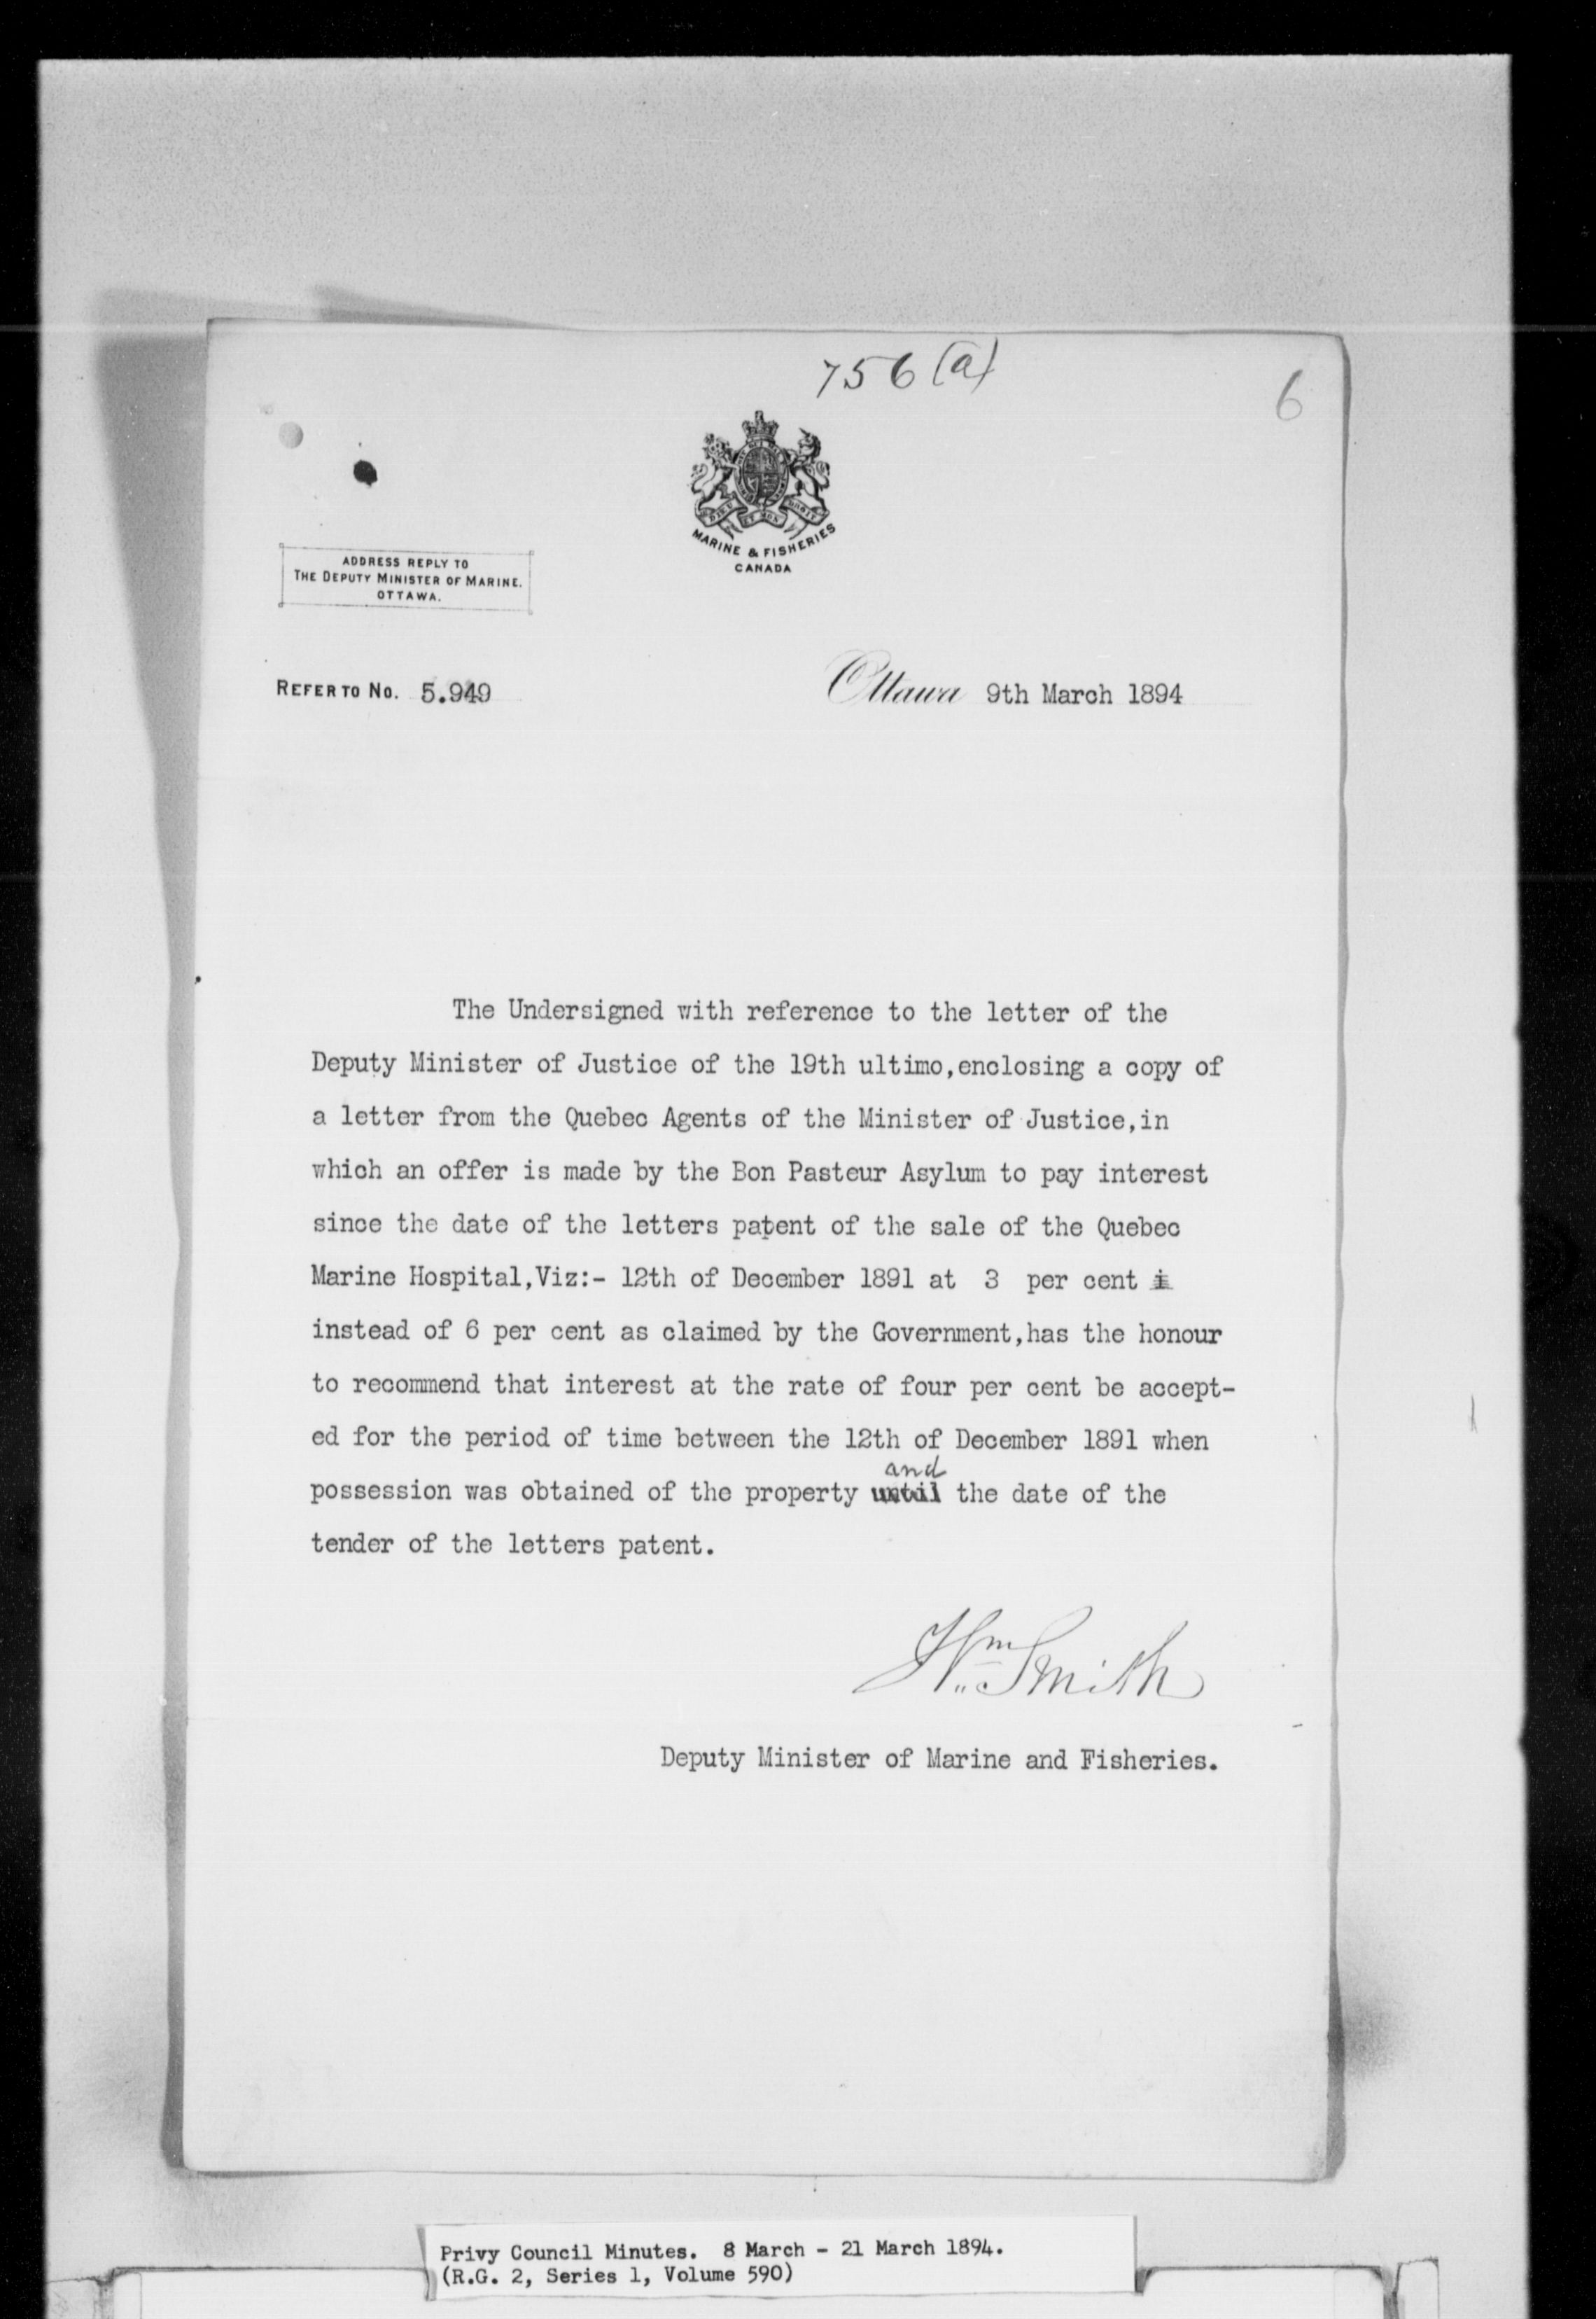 756 (a)
6
DIEU ET MON DROIT
MARINE & FISHERIES
CANADA
ADDRESS REPLY TO
THE DEPUTY MINISTER OF MARINE.
OTTAWA.
REFER TO No. 5.949
Ottawa 9th March 1894
The Undersigned with reference to the letter of the
Deputy Minister of Justice of the 19th ultimo,enclosing a copy of
a letter from the Quebec Agents of the Minister of Justice,in
which an offer is made by the Bon Pasteur Asylum to pay interest
since the date of the letters patent of the sale of the Quebec
Marine Hospital,Viz:- 12th of December 1891 at 3 per cent i
instead of 6 per cent as claimed by the Government,has the honour
to recommend that interest at the rate of four per cent be accept-
ed for the period of time between the 12th of December 1891 when
and
possession was obtained of the property until the date of the
tender of the letters patent.
Wm Smith
Deputy Minister of Marine and Fisheries.
Privy Council Minutes. 8 March - 21 March 1894.
(R.G. 2, Series 1, Volume 590)